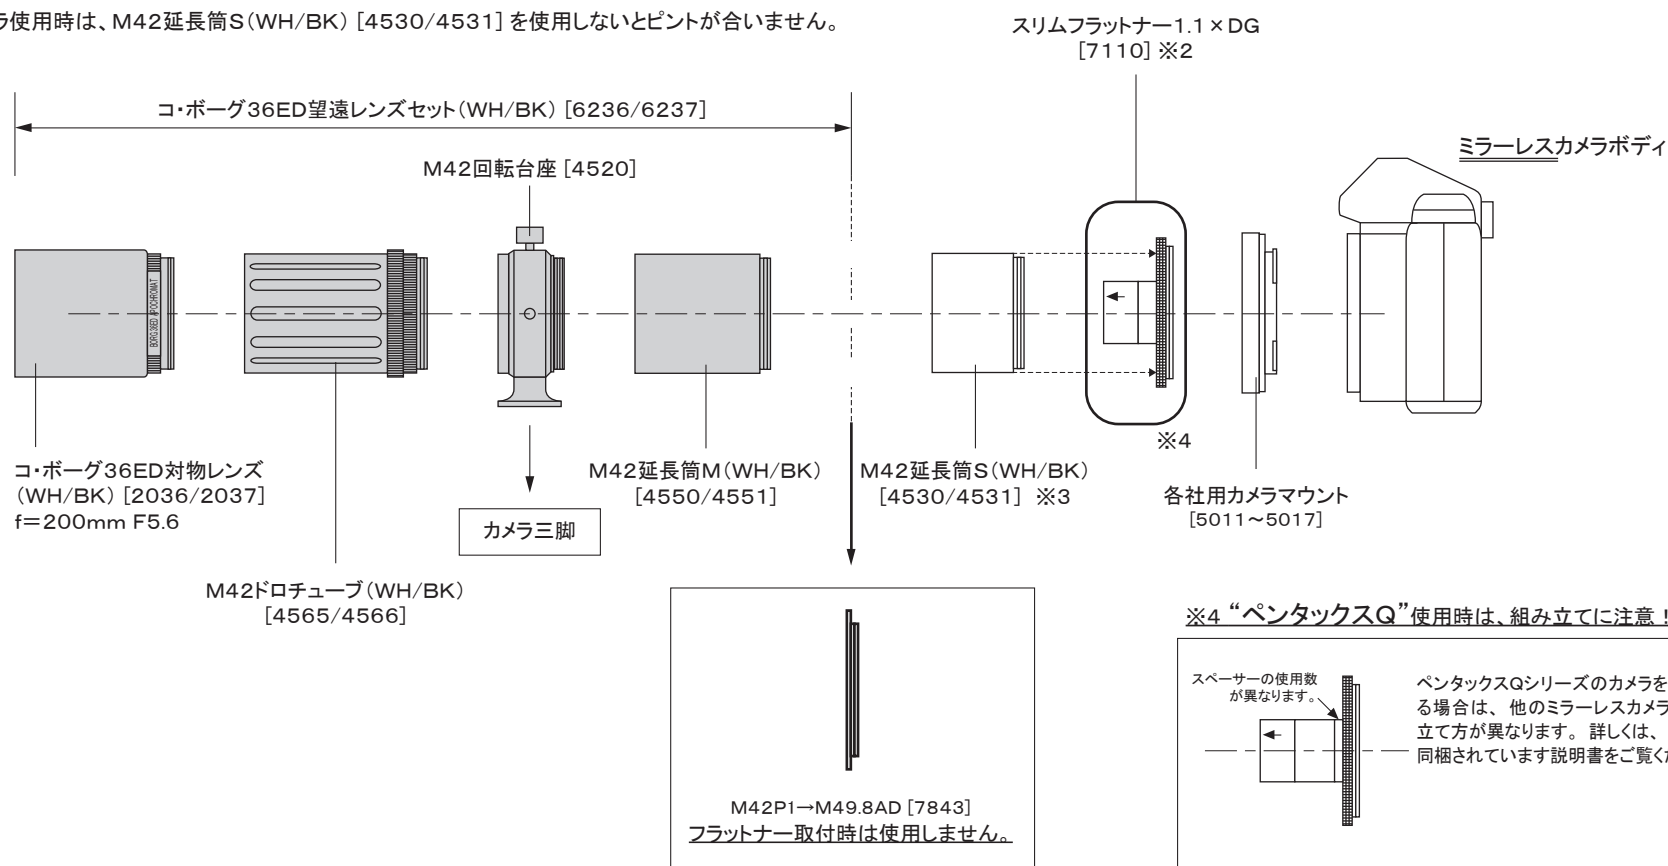 ラ使用時は、M42延長筒S（WH/BK）[4530/4531]を使用しないとピントが合いません。
スリムフラットナー1.1×DG
[7110] ※2
コ・ボーグ36ED望遠レンズセット（WH/BK）[6236/6237]
ミラーレスカメラボディ
M42回転台座 [4520]
BORG36ED APOCHROMAT
※4
コ・ボーグ36ED対物レンズ
（WH/BK）[2036/2037]
f=200mm F5.6
M42延長筒M（WH/BK）
[4550/4551]
M42延長筒S（WH/BK）
[4530/4531] ※3
各社用カメラマウント
[5011～5017]
カメラ三脚
M42ドロチューブ（WH/BK）
[4565/4566]
※4 “ペンタックスQ”使用時は、組み立てに注意！
スペーサーの使用数
が異なります。
ペンタックスQシリーズのカメラを
る場合は、他のミラーレスカメラ
立て方が異なります。詳しくは、
同梱されています説明書をご覧く
M42P1→M49.8AD [7843]
フラットナー取付時は使用しません。